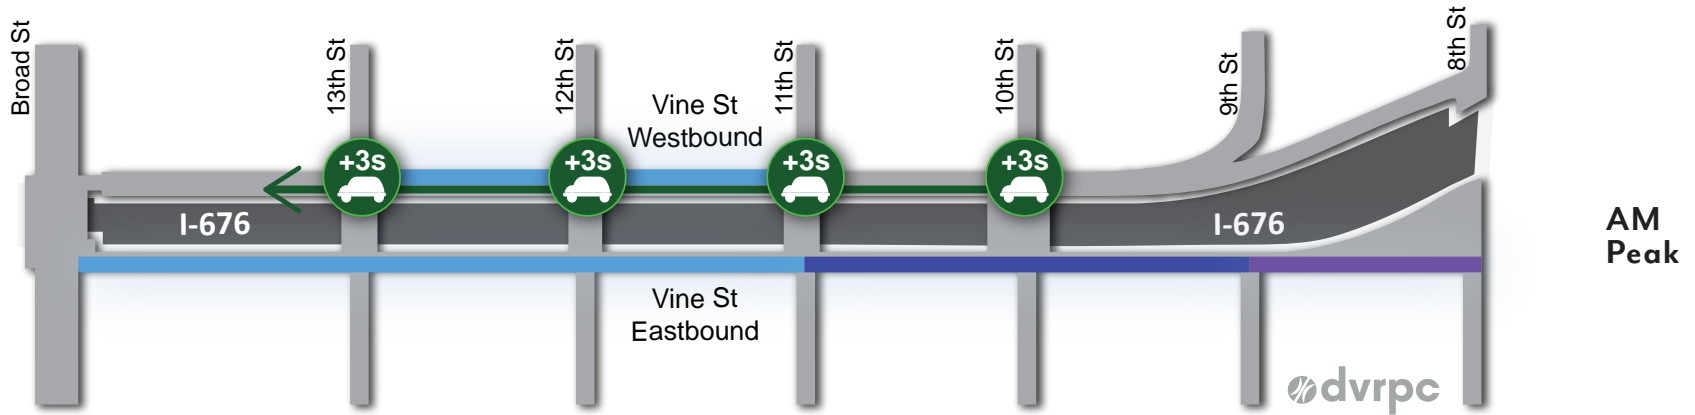 Broad St
13th St
12th St
11th St
10th St
9th St
8th St
Vine St
Westbound
+3s
+3s
+3s
+3s
I-676
I-676
AM
Peak
Vine St
Eastbound
dvrpc